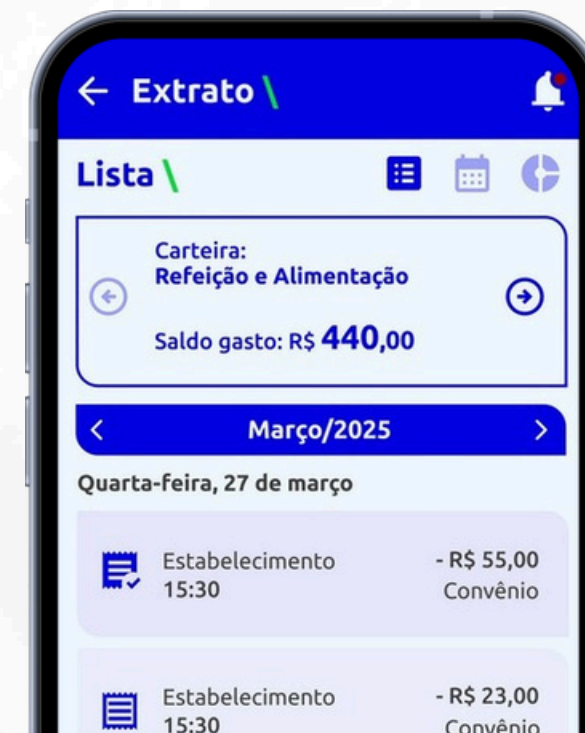 Extrato \
Lista \
Carteira:
Refeição e Alimentação
Saldo gasto: R$ 440,00
Março/2025
Quarta-feira, 27 de março
Estabelecimento - R$ 55,00
15:30 Convênio
Estabelecimento - R$ 23,00
15:30 Convênio